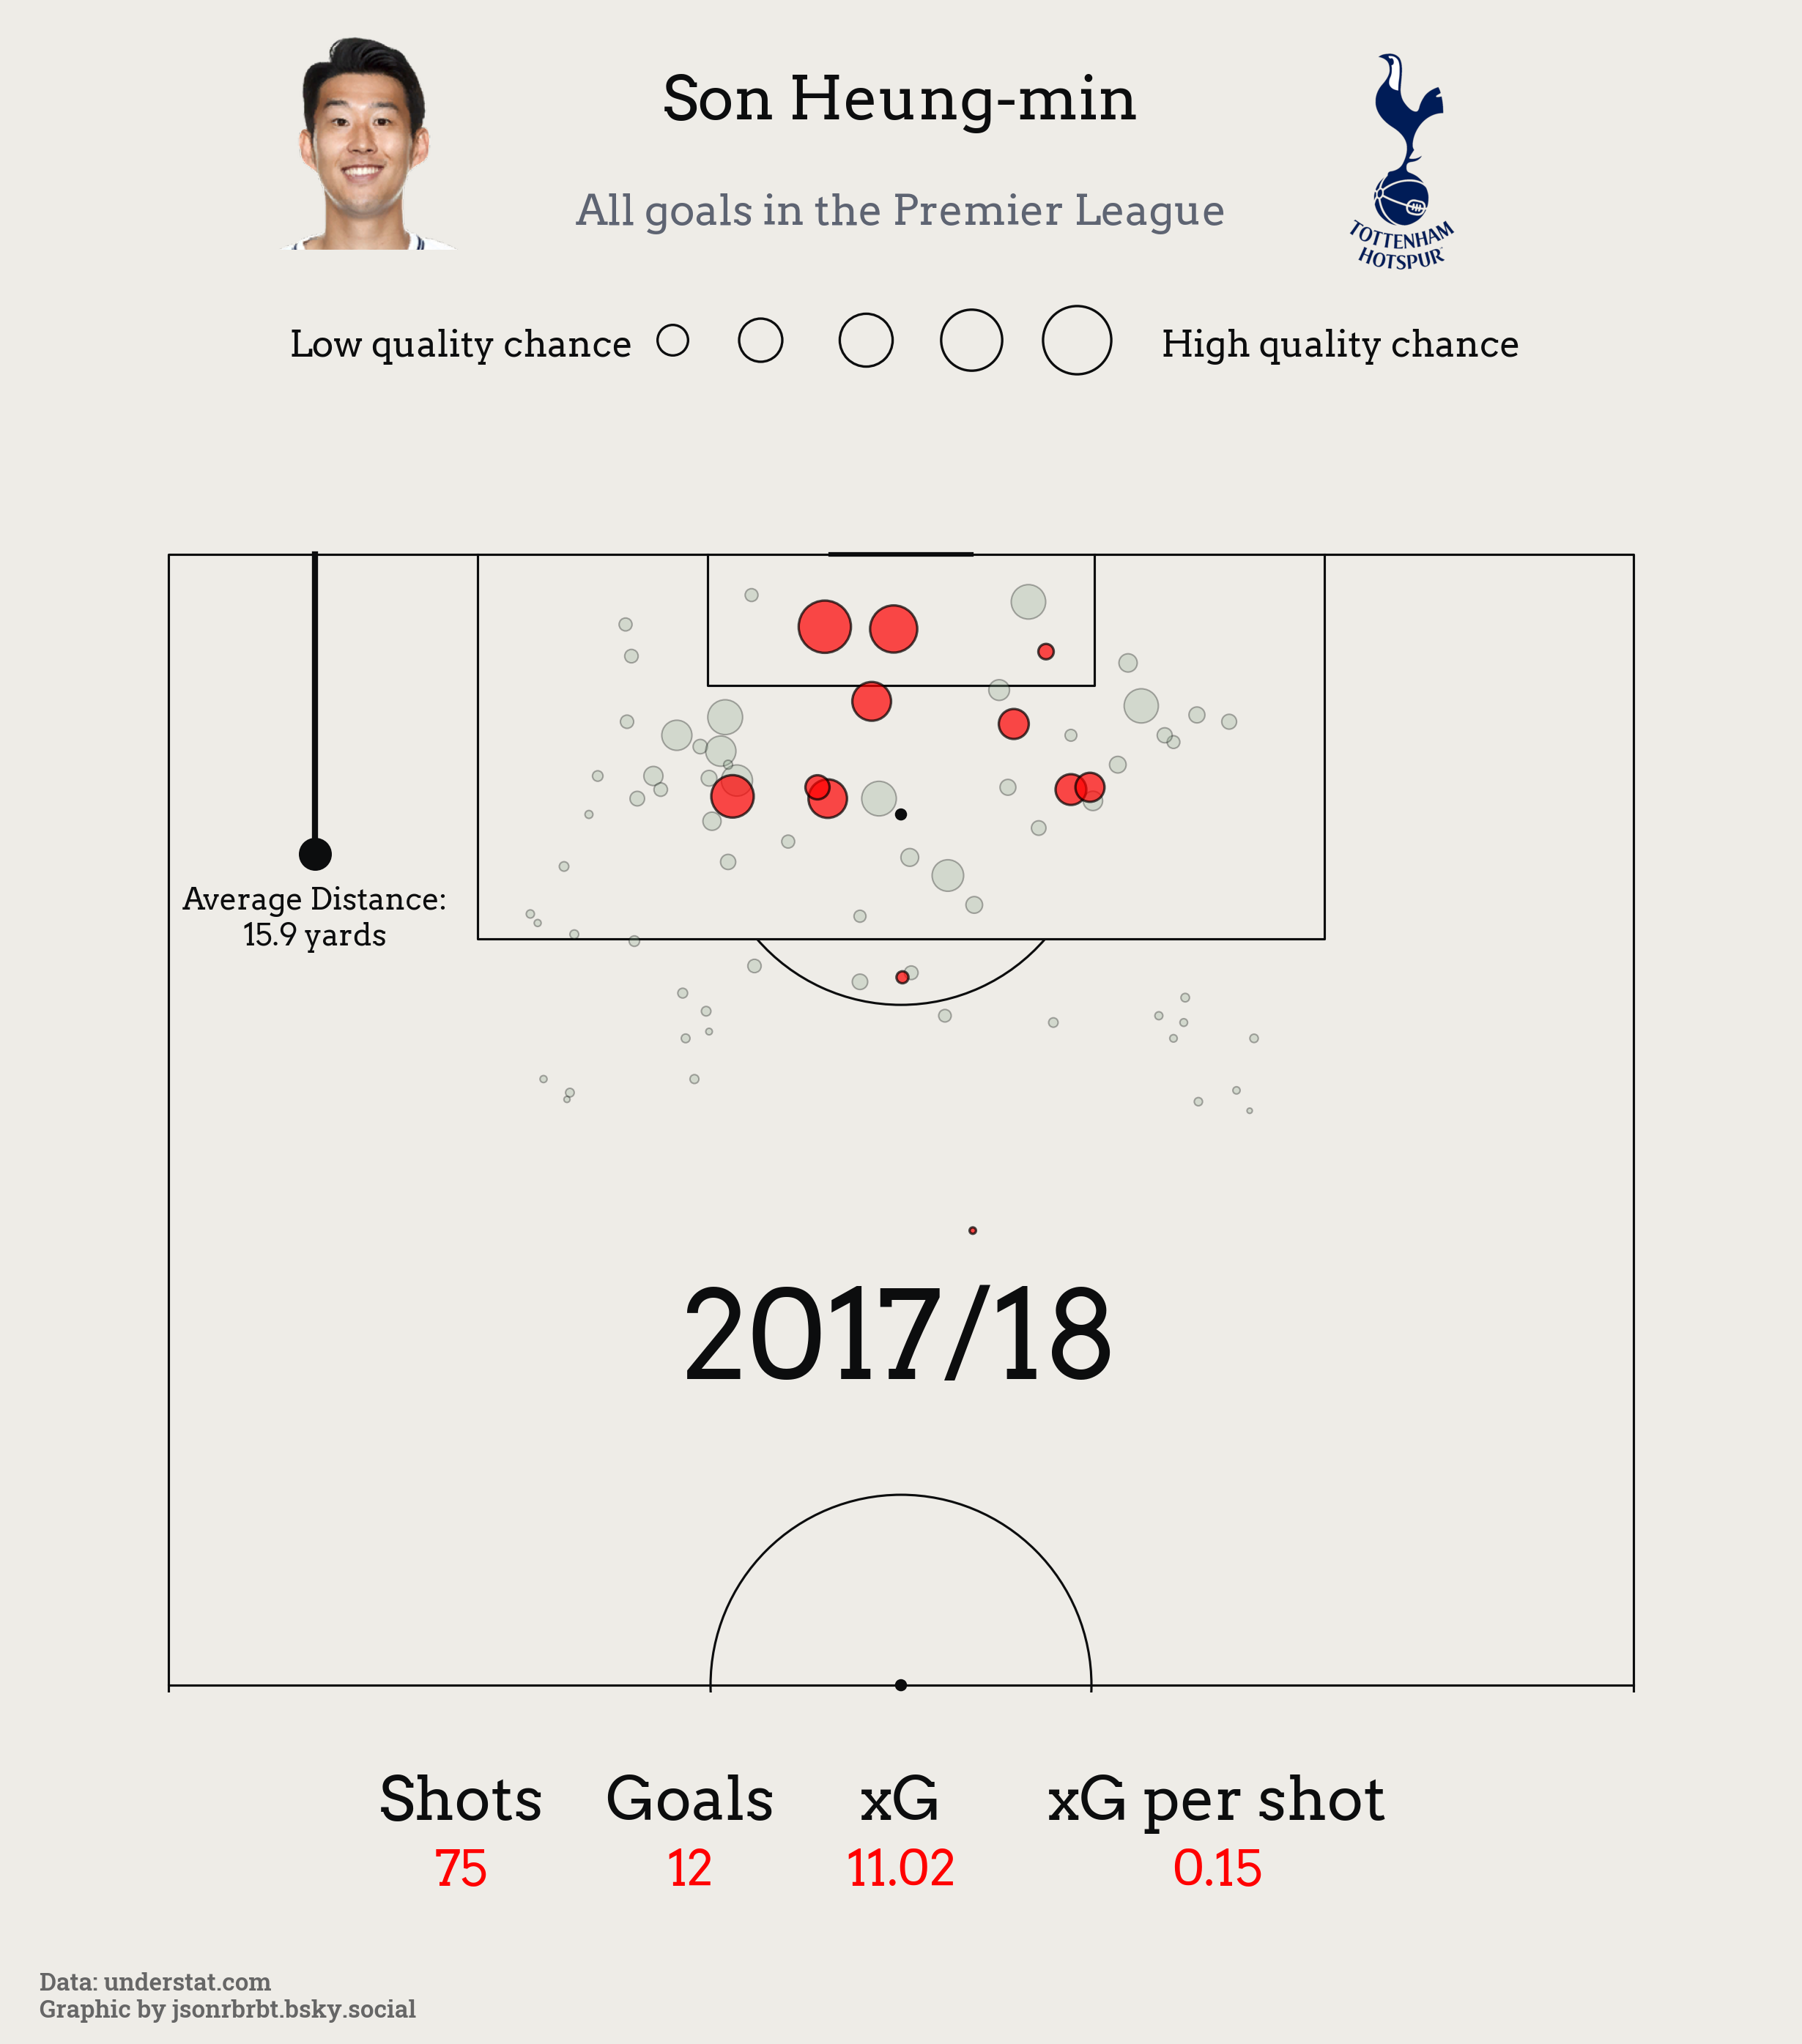 Son Heung-min
All goals in the Premier League
TOTTENHAM
HOTSPUR
Low quality chance
High quality chance
Average Distance:
15.9 yards
2017/18
Shots Goals xG xG per shot
75 12 11.02 0.15
Data: understat.com
Graphic by jsonrbrbt.bsky.social